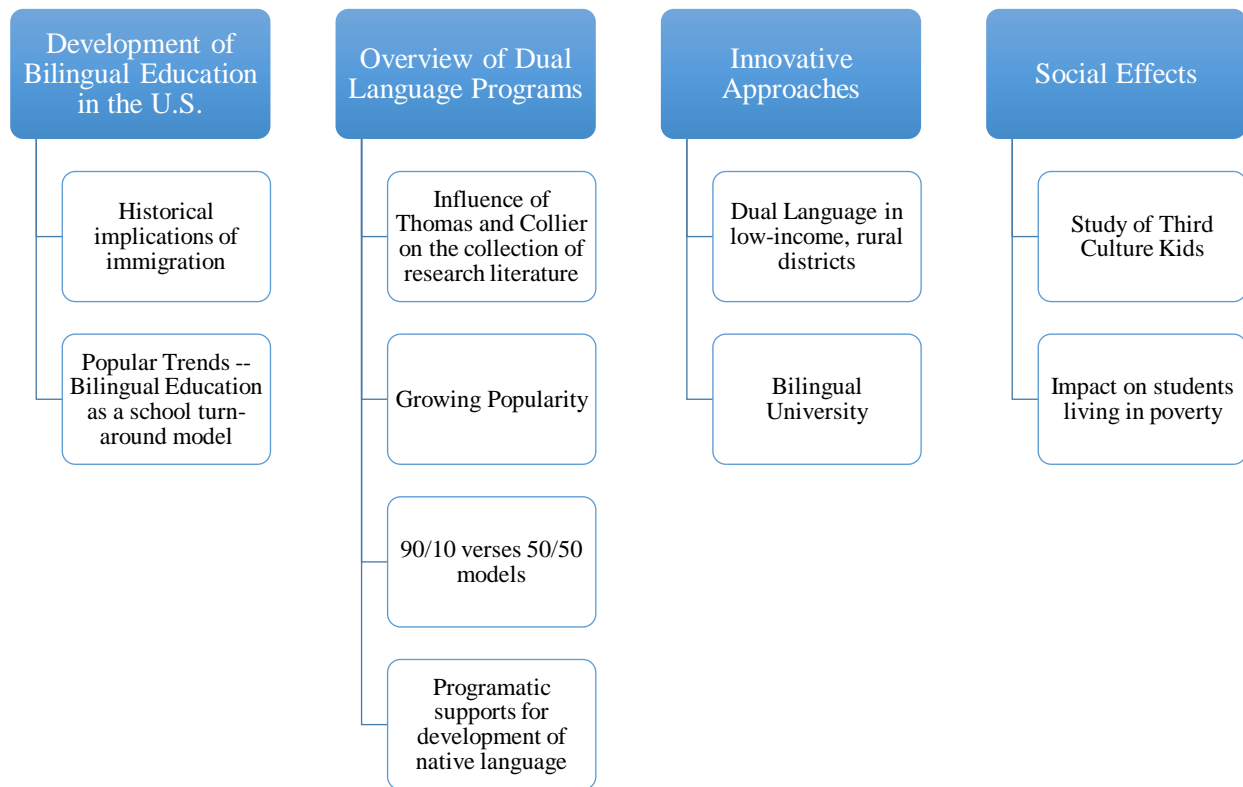 Development of
Bilingual Education
in the U.S.
Historical
implications of
immigration
Popular Trends --
Bilingual Education
as a school turn-
around model
Overview of Dual
Language Programs
Influence of
Thomas and Collier
on the collection of
research literature
Growing Popularity
90/10 verses 50/50
models
Programatic
supports for
development of
native language
Innovative
Approaches
Dual Language in
low-income, rural
districts
Bilingual
University
Social Effects
Study of Third
Culture Kids
Impact on students
living in poverty